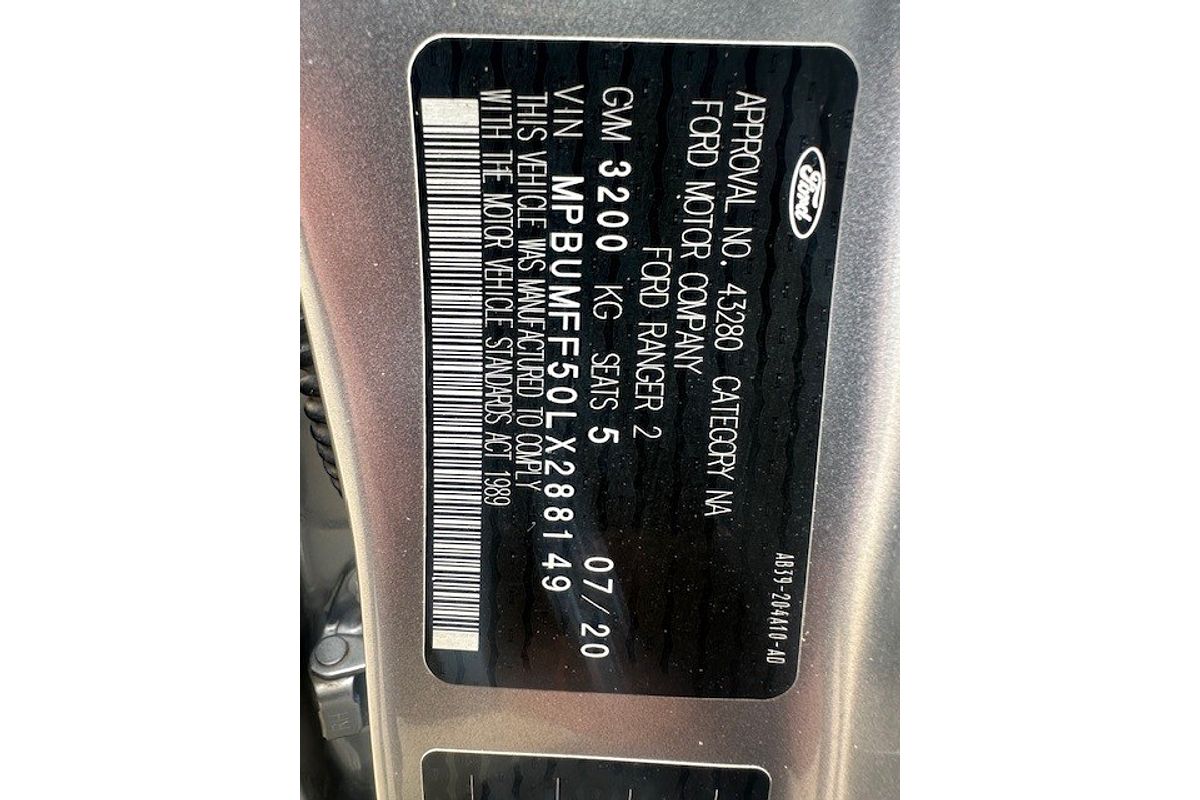 Ford
AB39-204A10-AD
APPROVAL NO. 43280 CATEGORY NA
FORD MOTOR COMPANY
FORD RANGER 2
GVM 3200 KG SEATS 5 07/20
VIN MPBUMFF50LX288149
THIS VEHICLE WAS MANUFACTURED TO COMPLY
WITH THE MOTOR VEHICLE STANDARDS ACT 1989